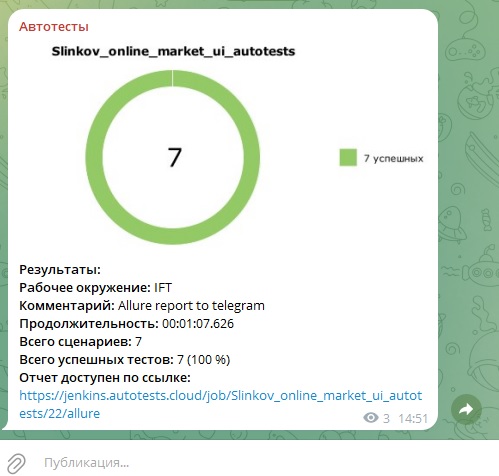 Автотесты
Slinkov_online_market_ui_autotests
7
7 успешных
Результаты:
Рабочее окружение: IFT
Комментарий: Allure report to telegram
Продолжительность: 00:01:07.626
Всего сценариев: 7
Всего успешных тестов: 7 (100 %)
Отчет доступен по ссылке:
https://jenkins.autotests.cloud/job/Slinkov_online_market_ui_autot
ests/22/allure
3 14:51
Публикация...